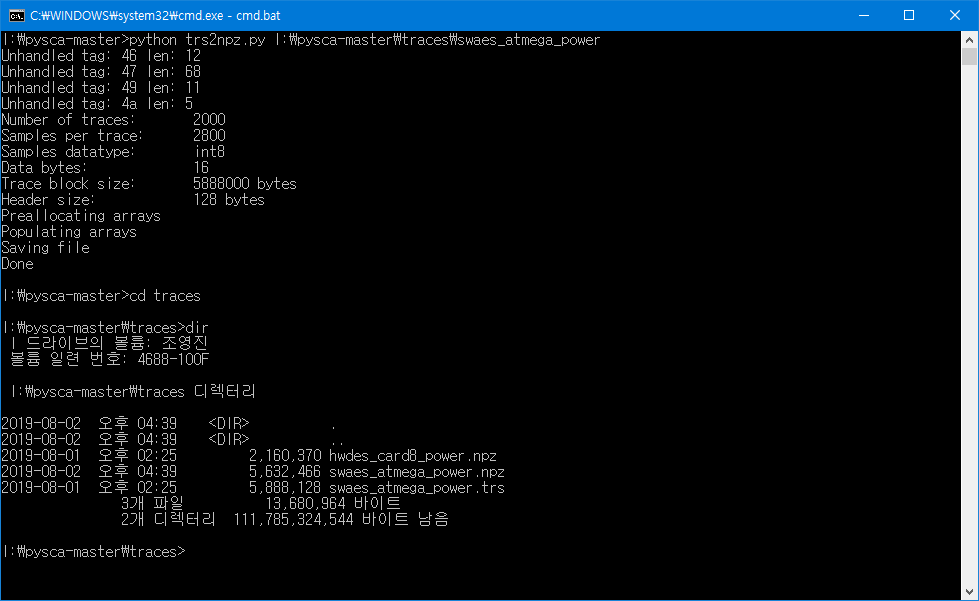 C:₩WINDOWS₩system32₩cmd.exe - cmd.bat
I:₩pysca-master>python trs2npz.py I:₩pysca-master₩traces₩swaes_atmega_power
Unhandled tag: 46 len: 12
Unhandled tag: 47 len: 68
Unhandled tag: 49 len: 11
Unhandled tag: 4a len: 5
Number of traces:       2000
Samples per trace:      2800
Samples datatype:       int8
Data bytes:             16
Trace block size:       5888000 bytes
Header size:            128 bytes
Preallocating arrays
Populating arrays
Saving file
Done
I:₩pysca-master>cd traces
I:₩pysca-master₩traces>dir
 I 드라이브의 볼륨: 조영진
 볼륨 일련 번호: 4688-100F
 I:₩pysca-master₩traces 디렉터리
2019-08-02  오후 04:39    <DIR>          .
2019-08-02  오후 04:39    <DIR>          ..
2019-08-01  오후 02:25         2,160,370 hwdes_card8_power.npz
2019-08-02  오후 04:39         5,632,466 swaes_atmega_power.npz
2019-08-01  오후 02:25         5,888,128 swaes_atmega_power.trs
               3개 파일          13,680,964 바이트
               2개 디렉터리  111,785,324,544 바이트 남음
I:₩pysca-master₩traces>